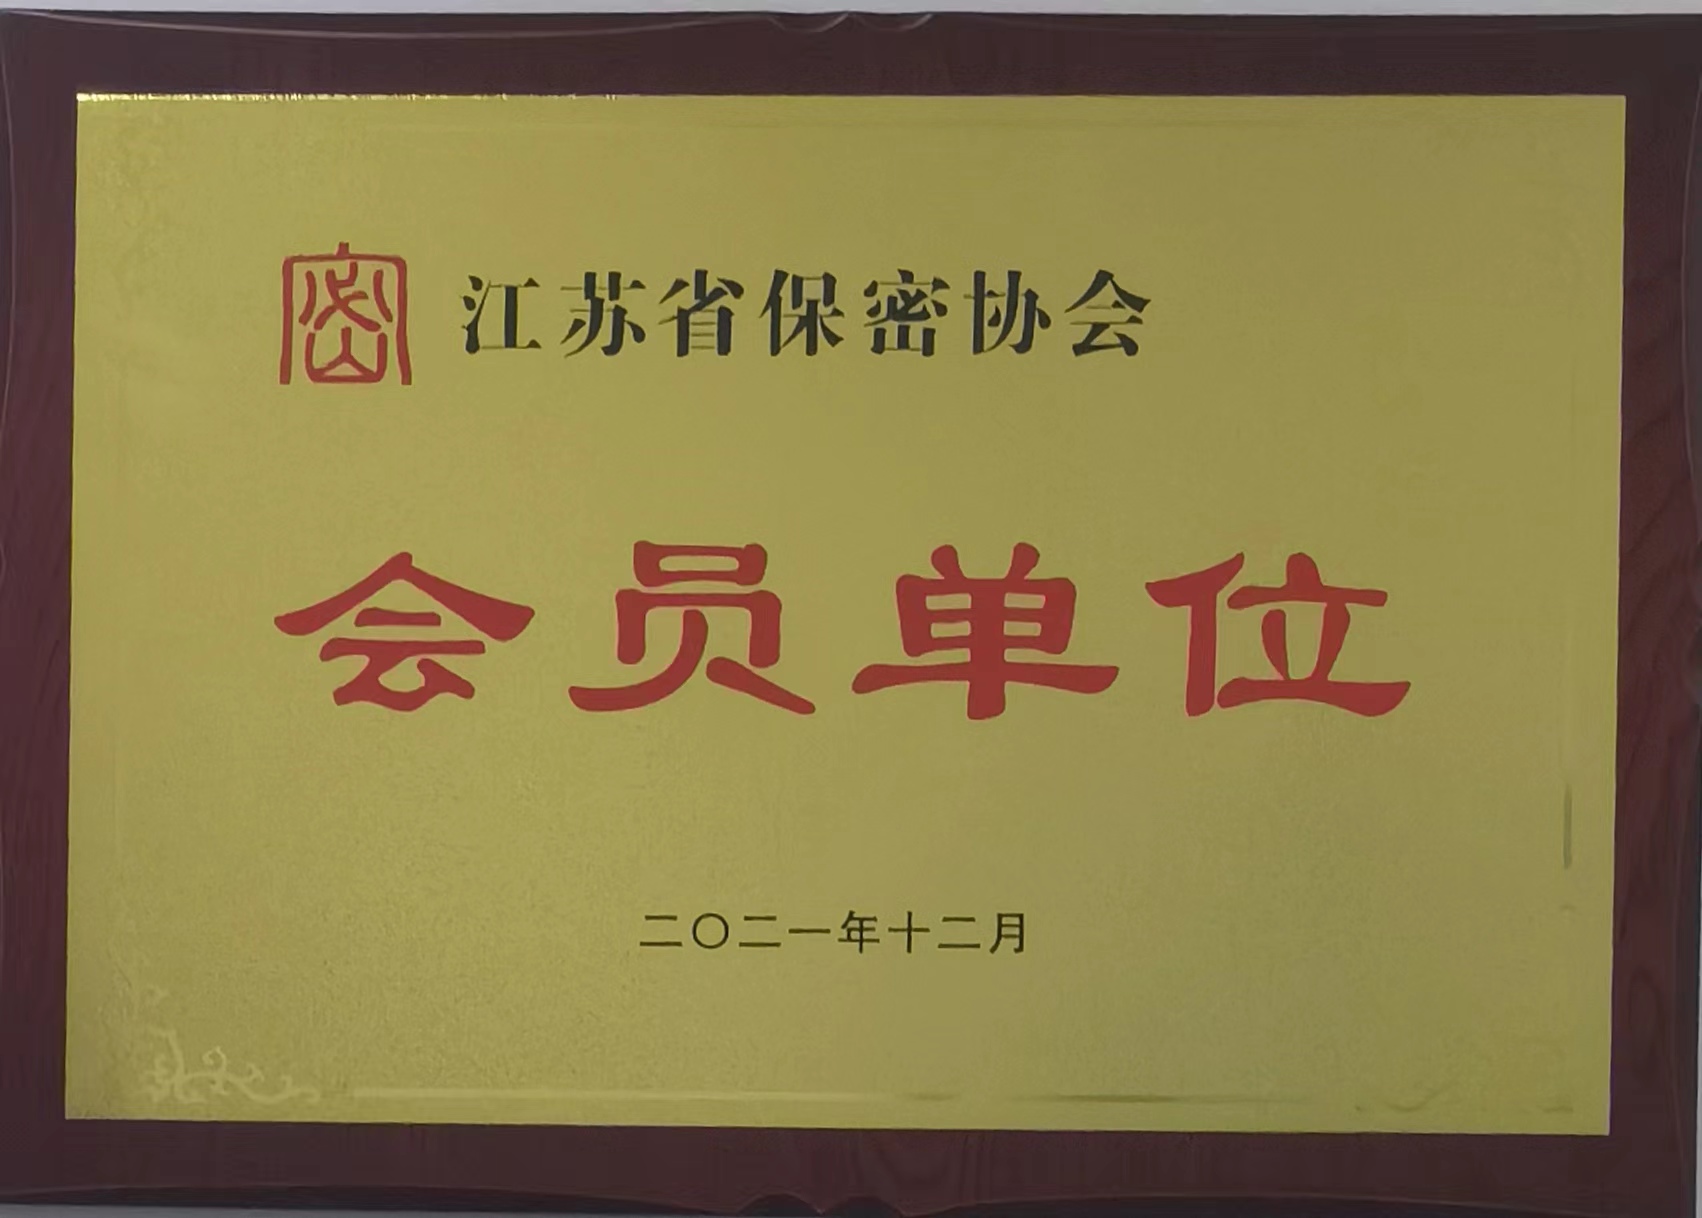 密 江苏省保密协会
会员单位
二〇二一年十二月